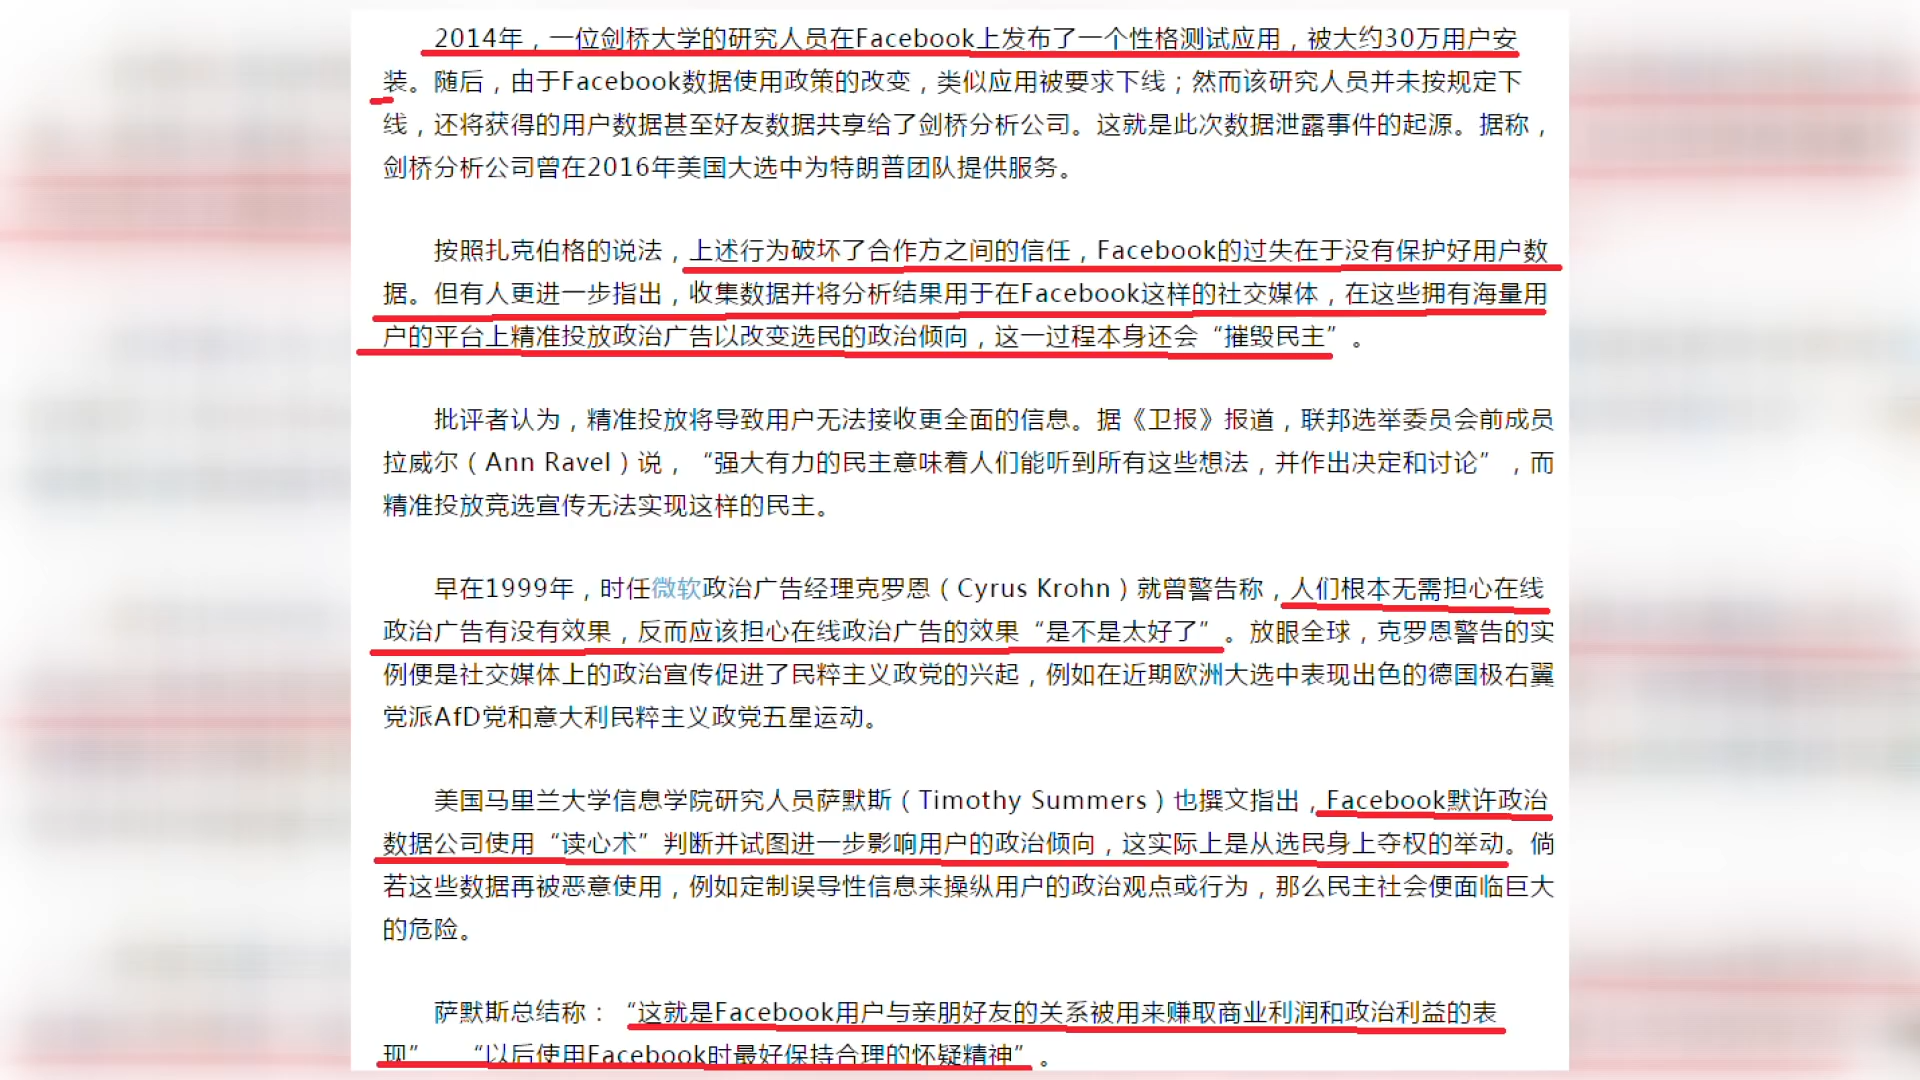 2014年，一位剑桥大学的研究人员在Facebook上发布了一个性格测试应用，被大约30万用户安
装。随后，由于Facebook数据使用政策的改变，类似应用被要求下线；然而该研究人员并未按规定下
线，还将获得的用户数据甚至好友数据共享给了剑桥分析公司。这就是此次数据泄露事件的起源。据称，
剑桥分析公司曾在2016年美国大选中为特朗普团队提供服务。
按照扎克伯格的说法，上述行为破坏了合作方之间的信任，Facebook的过失在于没有保护好用户数
据。但有人更进一步指出，收集数据并将分析结果用于在Facebook这样的社交媒体，在这些拥有海量用
户的平台上精准投放政治广告以改变选民的政治倾向，这一过程本身还会“摧毁民主”。
批评者认为，精准投放将导致用户无法接收更全面的信息。据《卫报》报道，联邦选举委员会前成员
拉威尔（Ann Ravel）说，“强大有力的民主意味着人们能听到所有这些想法，并作出决定和讨论”，而
精准投放竞选宣传无法实现这样的民主。
早在1999年，时任微软政治广告经理克罗恩（Cyrus Krohn）就曾警告称，人们根本无需担心在线
政治广告有没有效果，反而应该担心在线政治广告的效果“是不是太好了”。放眼全球，克罗恩警告的实
例便是社交媒体上的政治宣传促进了民粹主义政党的兴起，例如在近期欧洲大选中表现出色的德国极右翼
党派AfD党和意大利民粹主义政党五星运动。
美国马里兰大学信息学院研究人员萨默斯（Timothy Summers）也撰文指出，Facebook默许政治
数据公司使用“读心术”判断并试图进一步影响用户的政治倾向，这实际上是从选民身上夺权的举动。倘
若这些数据再被恶意使用，例如定制误导性信息来操纵用户的政治观点或行为，那么民主社会便面临巨大
的危险。
萨默斯总结称：“这就是Facebook用户与亲朋好友的关系被用来赚取商业利润和政治利益的表
现” “以后使用Facebook时最好保持合理的怀疑精神”。